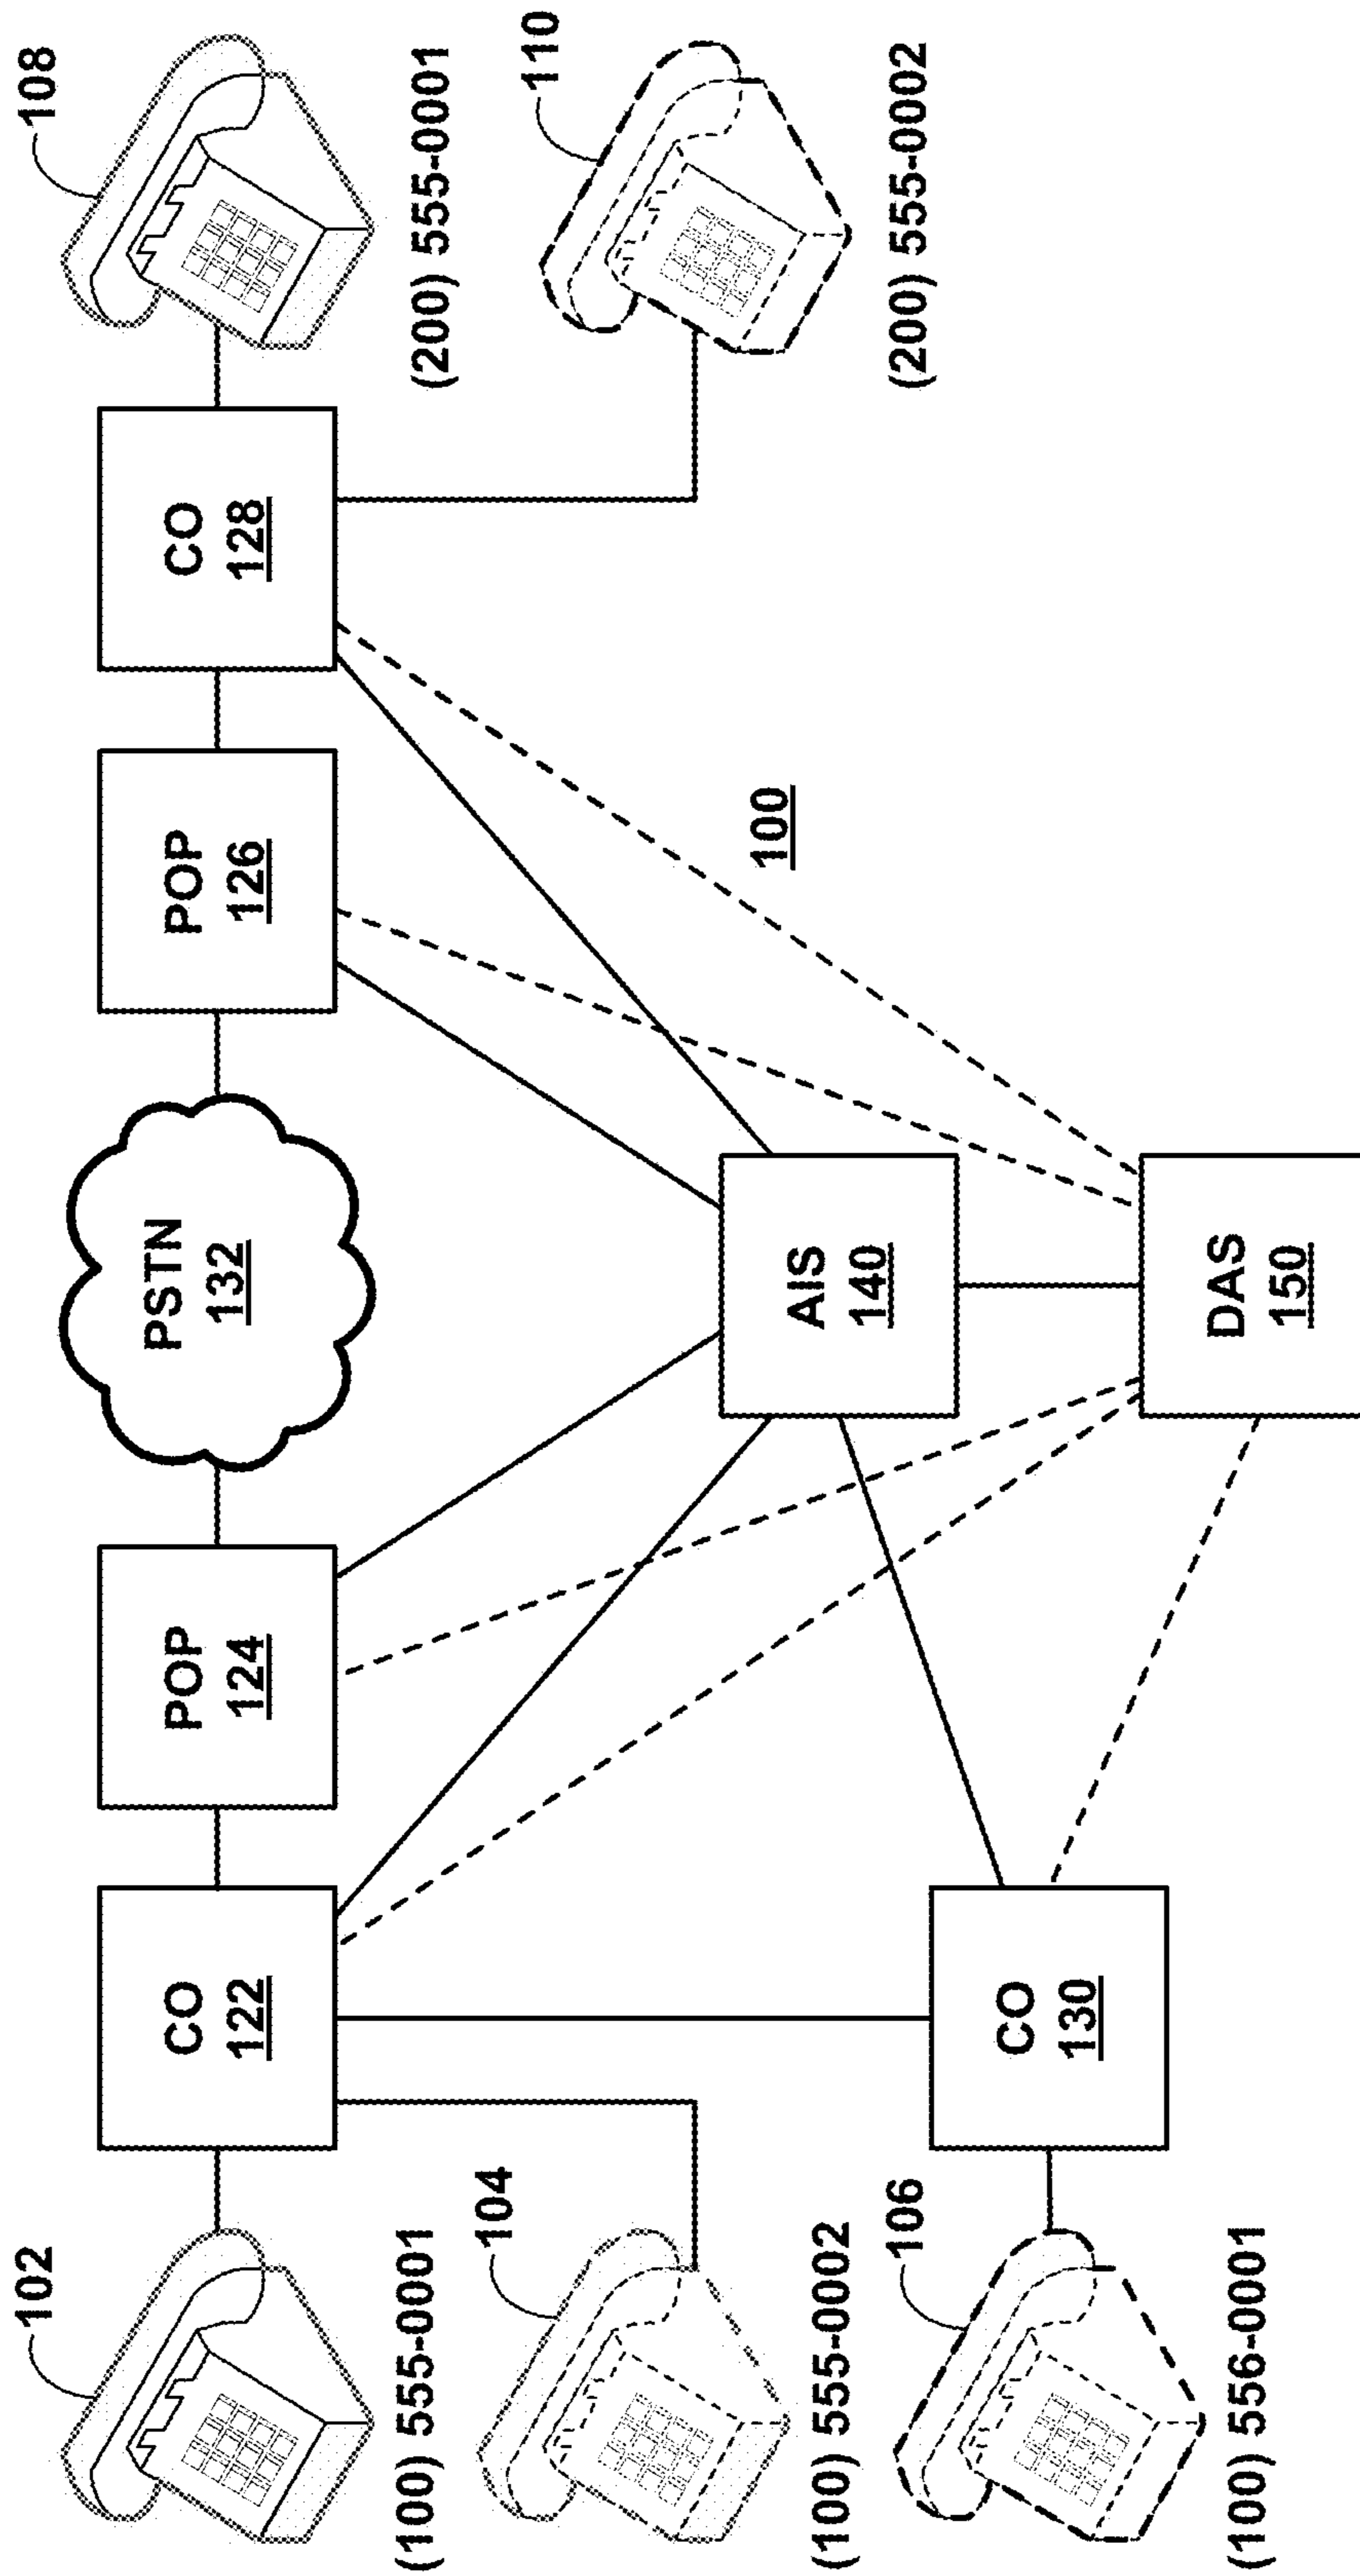 102
(100) 555-0001
104
(100) 555-0002
106
(100) 556-0001
CO
122
POP
124
PSTN
132
POP
126
CO
128
CO
130
AIS
140
DAS
150
100
108
(200) 555-0001
110
(200) 555-0002